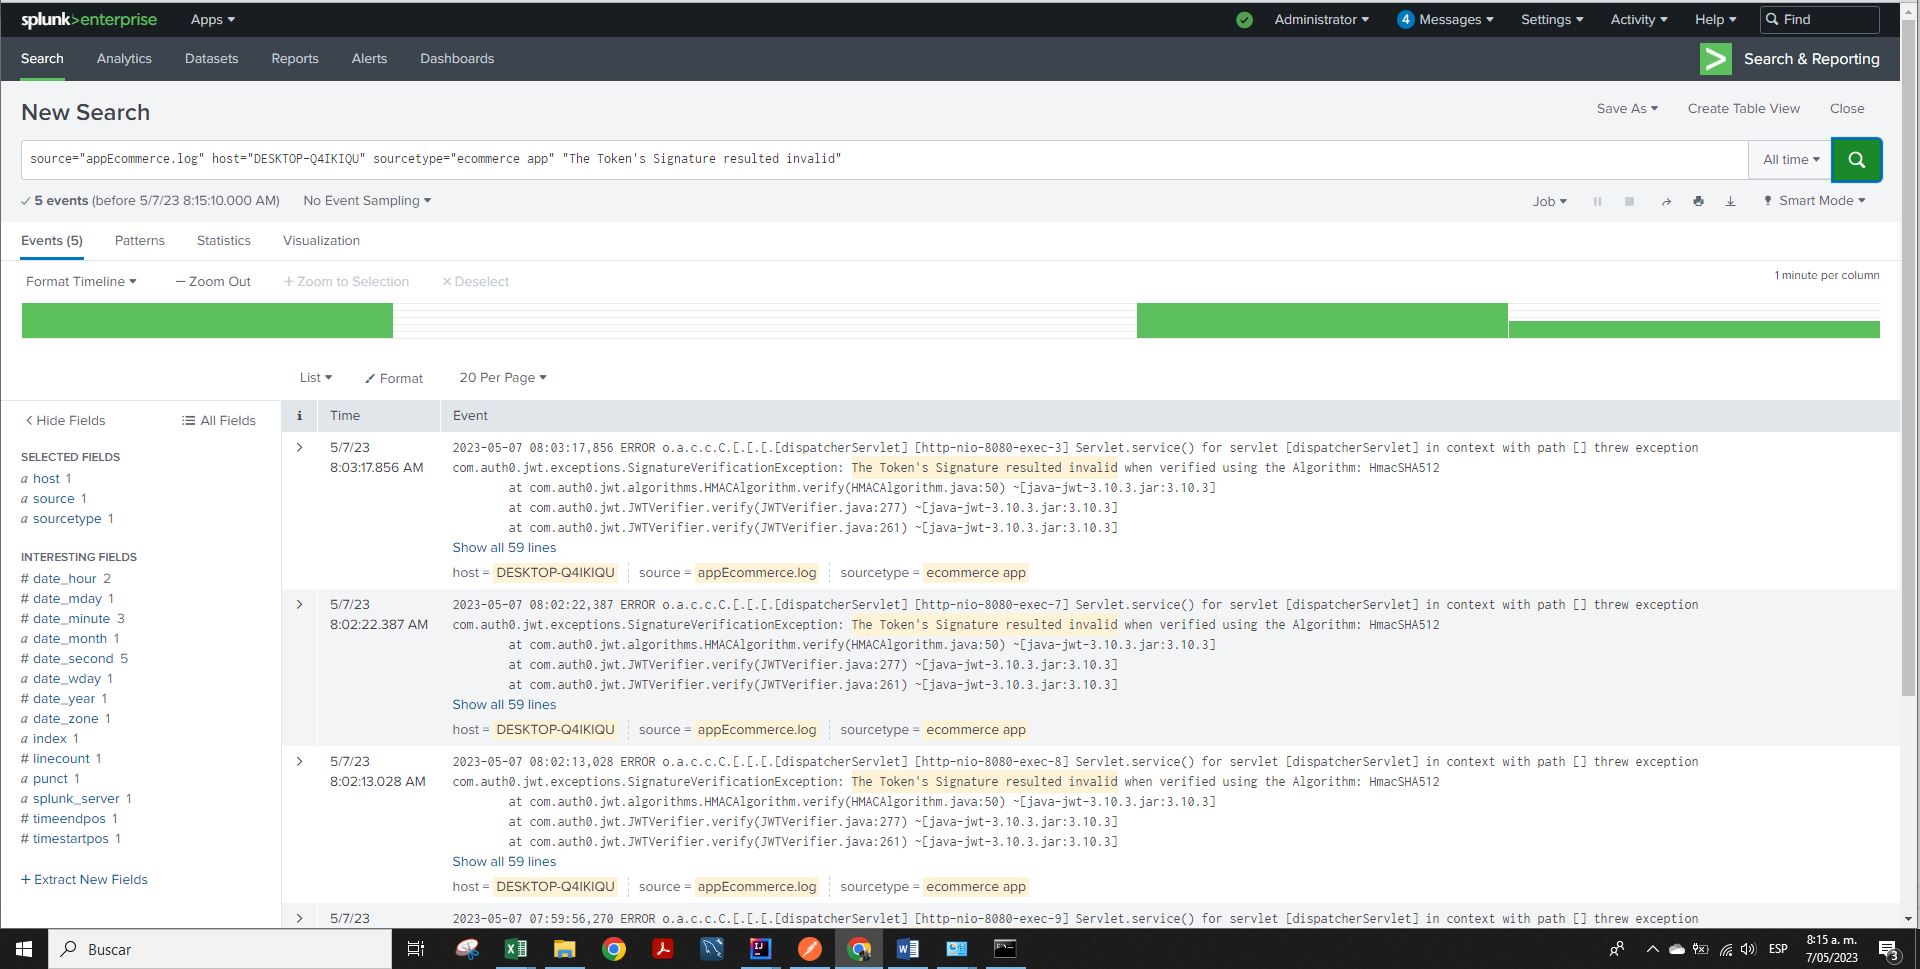 splunk>enterprise Apps Administrator 4 Messages Settings Activity Help Find
Search Analytics Datasets Reports Alerts Dashboards Search & Reporting
New Search Save As Create Table View Close
source="appEcommerce.log" host="DESKTOP-Q4IKIQU" sourcetype="ecommerce app" "The Token's Signature resulted invalid" All time
5 events (before 5/7/23 8:15:10.000 AM) No Event Sampling Job Smart Mode
Events (5) Patterns Statistics Visualization
Format Timeline — Zoom Out + Zoom to Selection × Deselect 1 minute per column
List Format 20 Per Page
< Hide Fields All Fields
SELECTED FIELDS
a host 1
a source 1
a sourcetype 1
INTERESTING FIELDS
# date_hour 2
# date_mday 1
# date_minute 3
a date_month 1
# date_second 5
a date_wday 1
# date_year 1
a date_zone 1
a index 1
# linecount 1
a punct 1
a splunk_server 1
# timeendpos 1
# timestartpos 1
+ Extract New Fields
i Time Event
> 5/7/23 2023-05-07 08:03:17,856 ERROR o.a.c.c.C.[.[.[.[dispatcherServlet] [http-nio-8080-exec-3] Servlet.service() for servlet [dispatcherServlet] in context with path [] threw exception
8:03:17.856 AM com.auth0.jwt.exceptions.SignatureVerificationException: The Token's Signature resulted invalid when verified using the Algorithm: HmacSHA512
at com.auth0.jwt.algorithms.HMACAlgorithm.verify(HMACAlgorithm.java:50) ~[java-jwt-3.10.3.jar:3.10.3]
at com.auth0.jwt.JWTVerifier.verify(JWTVerifier.java:277) ~[java-jwt-3.10.3.jar:3.10.3]
at com.auth0.jwt.JWTVerifier.verify(JWTVerifier.java:261) ~[java-jwt-3.10.3.jar:3.10.3]
Show all 59 lines
host = DESKTOP-Q4IKIQU source = appEcommerce.log sourcetype = ecommerce app
> 5/7/23 2023-05-07 08:02:22,387 ERROR o.a.c.c.C.[.[.[.[dispatcherServlet] [http-nio-8080-exec-7] Servlet.service() for servlet [dispatcherServlet] in context with path [] threw exception
8:02:22.387 AM com.auth0.jwt.exceptions.SignatureVerificationException: The Token's Signature resulted invalid when verified using the Algorithm: HmacSHA512
at com.auth0.jwt.algorithms.HMACAlgorithm.verify(HMACAlgorithm.java:50) ~[java-jwt-3.10.3.jar:3.10.3]
at com.auth0.jwt.JWTVerifier.verify(JWTVerifier.java:277) ~[java-jwt-3.10.3.jar:3.10.3]
at com.auth0.jwt.JWTVerifier.verify(JWTVerifier.java:261) ~[java-jwt-3.10.3.jar:3.10.3]
Show all 59 lines
host = DESKTOP-Q4IKIQU source = appEcommerce.log sourcetype = ecommerce app
> 5/7/23 2023-05-07 08:02:13,028 ERROR o.a.c.c.C.[.[.[.[dispatcherServlet] [http-nio-8080-exec-8] Servlet.service() for servlet [dispatcherServlet] in context with path [] threw exception
8:02:13.028 AM com.auth0.jwt.exceptions.SignatureVerificationException: The Token's Signature resulted invalid when verified using the Algorithm: HmacSHA512
at com.auth0.jwt.algorithms.HMACAlgorithm.verify(HMACAlgorithm.java:50) ~[java-jwt-3.10.3.jar:3.10.3]
at com.auth0.jwt.JWTVerifier.verify(JWTVerifier.java:277) ~[java-jwt-3.10.3.jar:3.10.3]
at com.auth0.jwt.JWTVerifier.verify(JWTVerifier.java:261) ~[java-jwt-3.10.3.jar:3.10.3]
Show all 59 lines
host = DESKTOP-Q4IKIQU source = appEcommerce.log sourcetype = ecommerce app
> 5/7/23 2023-05-07 07:59:56,270 ERROR o.a.c.c.C.[.[.[.[dispatcherServlet] [http-nio-8080-exec-9] Servlet.service() for servlet [dispatcherServlet] in context with path [] threw exception
Buscar ESP 8:15 a. m.
7/05/2023 3